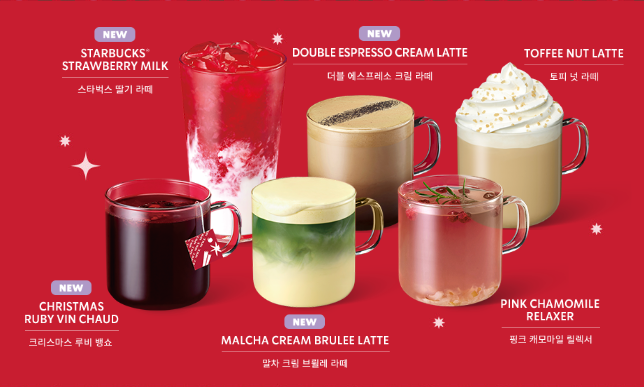 NEW
STARBUCKS™
STRAWBERRY MILK
스타벅스 딸기 라떼
NEW
DOUBLE ESPRESSO CREAM LATTE
더블 에스프레소 크림 라떼
TOFFEE NUT LATTE
토피 넛 라떼
NEW
CHRISTMAS
RUBY VIN CHAUD
크리스마스 루비 뱅쇼
NEW
MALCHA CREAM BRULEE LATTE
말차 크림 브륄레 라떼
PINK CHAMOMILE
RELAXER
핑크 캐모마일 릴렉서